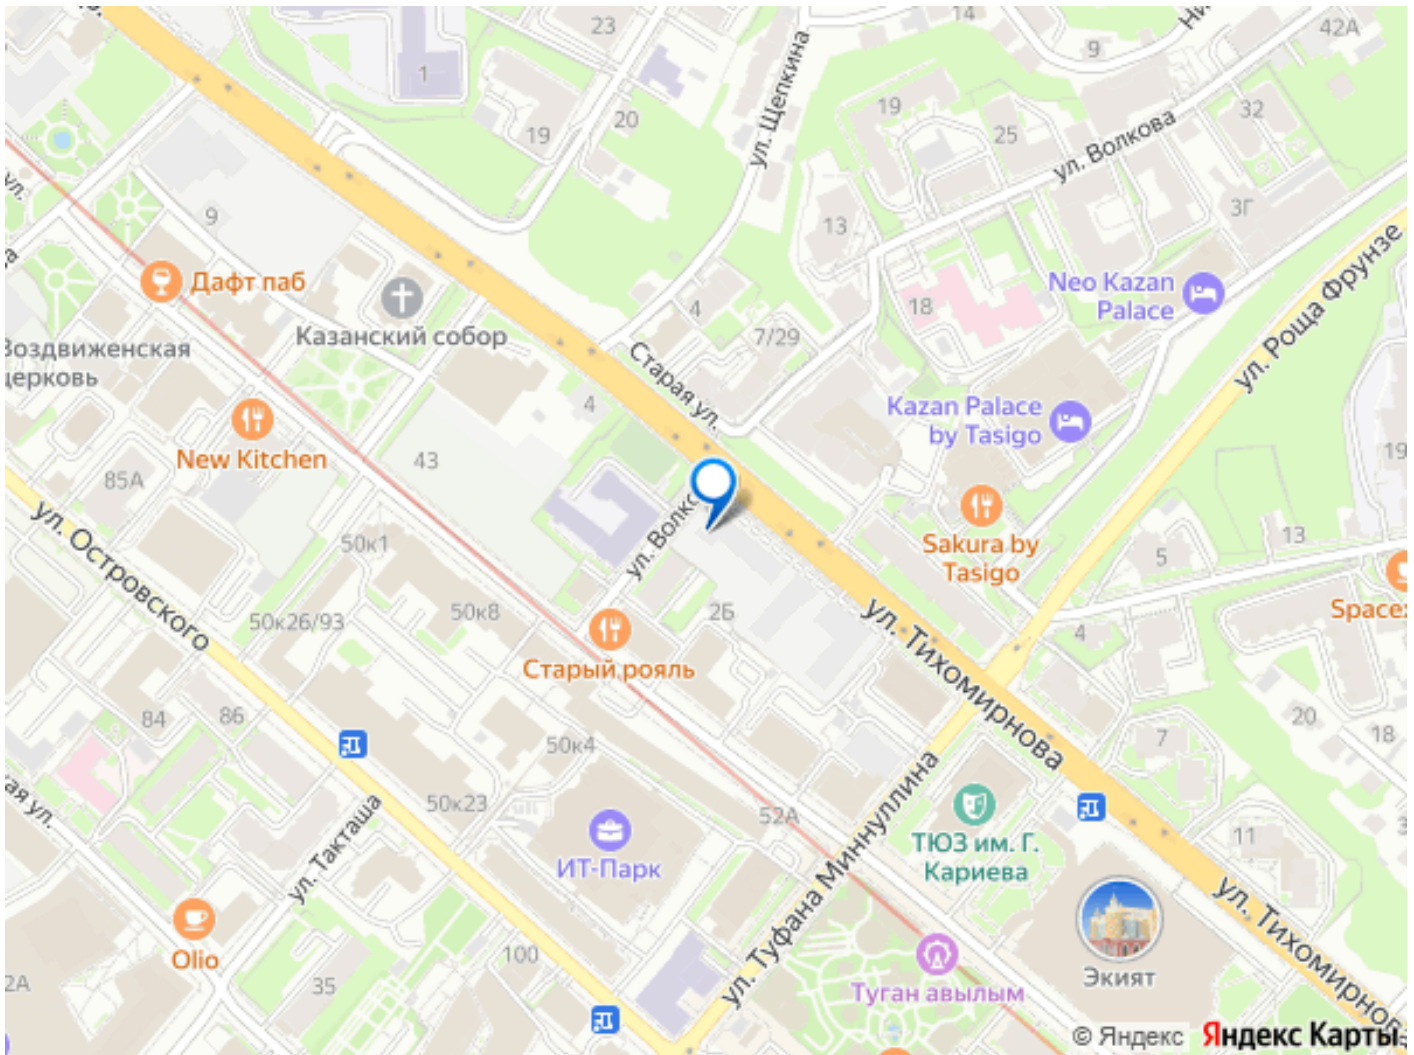 23
14
42А
1
9
19
20
ул. Щепкина
19
25
32
ул. Волкова
ул.
9
13
3Г
Дафт паб
Казанский собор
4
7/29
18
Neo Kazan
Palace
ул. Роща Фрунзе
Воздвиженская
церковь
Старая ул.
New Kitchen
4
Kazan Palace
by Tasigo
85А
43
19
ул. Островского
50к1
Sakura by
Tasigo
5
13
50к26/93
50к8
2Б
Старый рояль
ул. Тихомирнова
4
84
86
50к4
20
18
7
50к23
52А
ул. Такташа
ИТ-Парк
ул. Туфана Миннуллина
ТЮЗ им. Г.
Кариева
11
ул. Тихомирнов
Olio
100
35
Туган авылым
Экият
© Яндекс Яндекс Карты